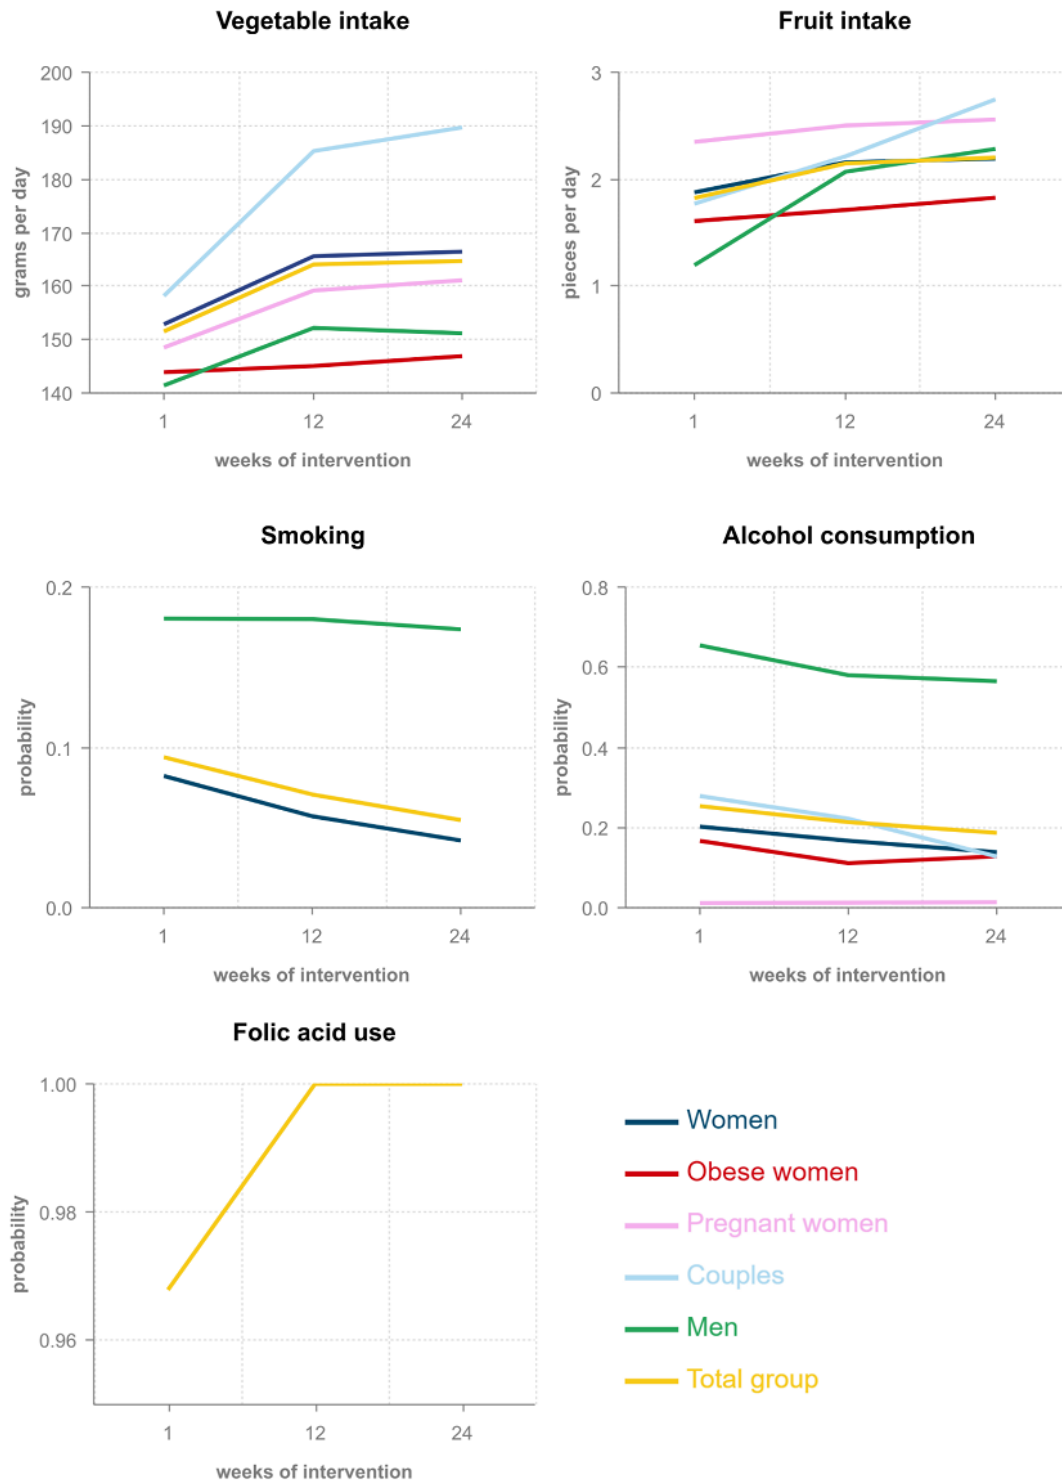 Vegetable intake
200
190
180
170
160
150
140
grams per day
1 12 24
weeks of intervention
Fruit intake
3
2
1
0
pieces per day
1 12 24
weeks of intervention
Smoking
0.2
0.1
0.0
probability
1 12 24
weeks of intervention
Alcohol consumption
0.8
0.6
0.4
0.2
0.0
probability
1 12 24
weeks of intervention
Folic acid use
1.00
0.98
0.96
probability
1 12 24
weeks of intervention
Women
Obese women
Pregnant women
Couples
Men
Total group